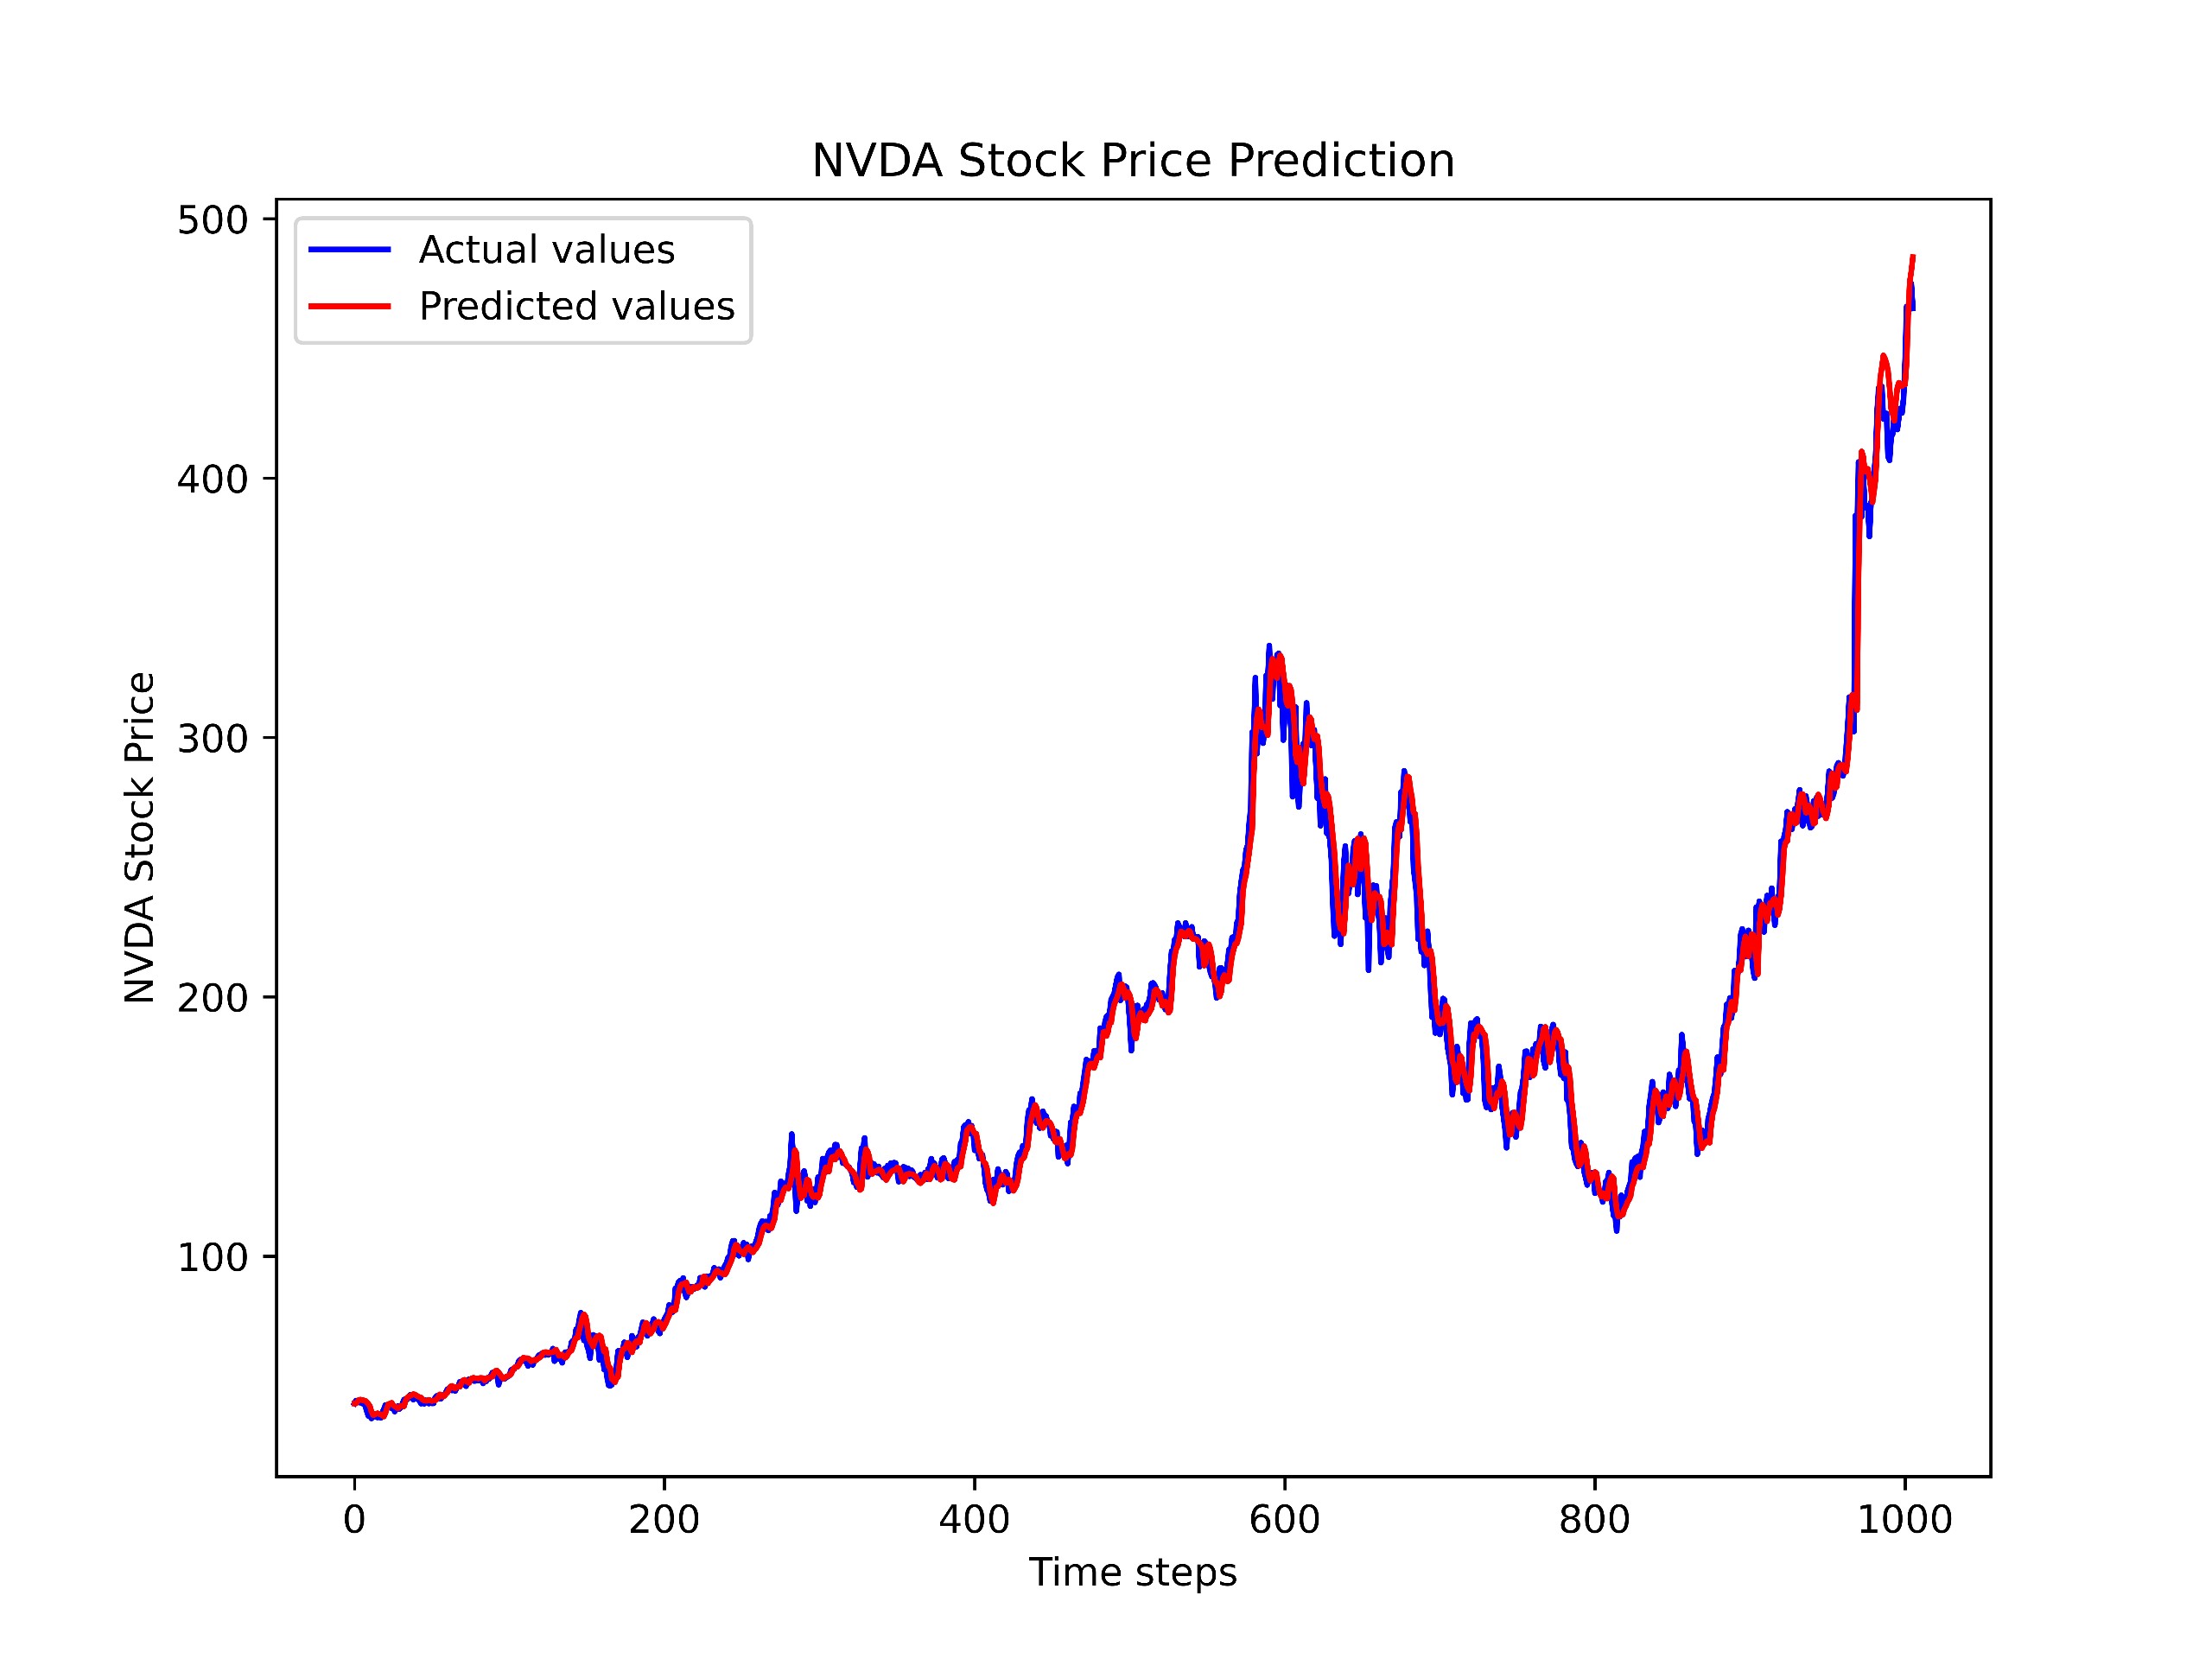 NVDA Stock Price Prediction
Actual values
Predicted values
NVDA Stock Price
500
400
300
200
100
0 200 400 600 800 1000
Time steps